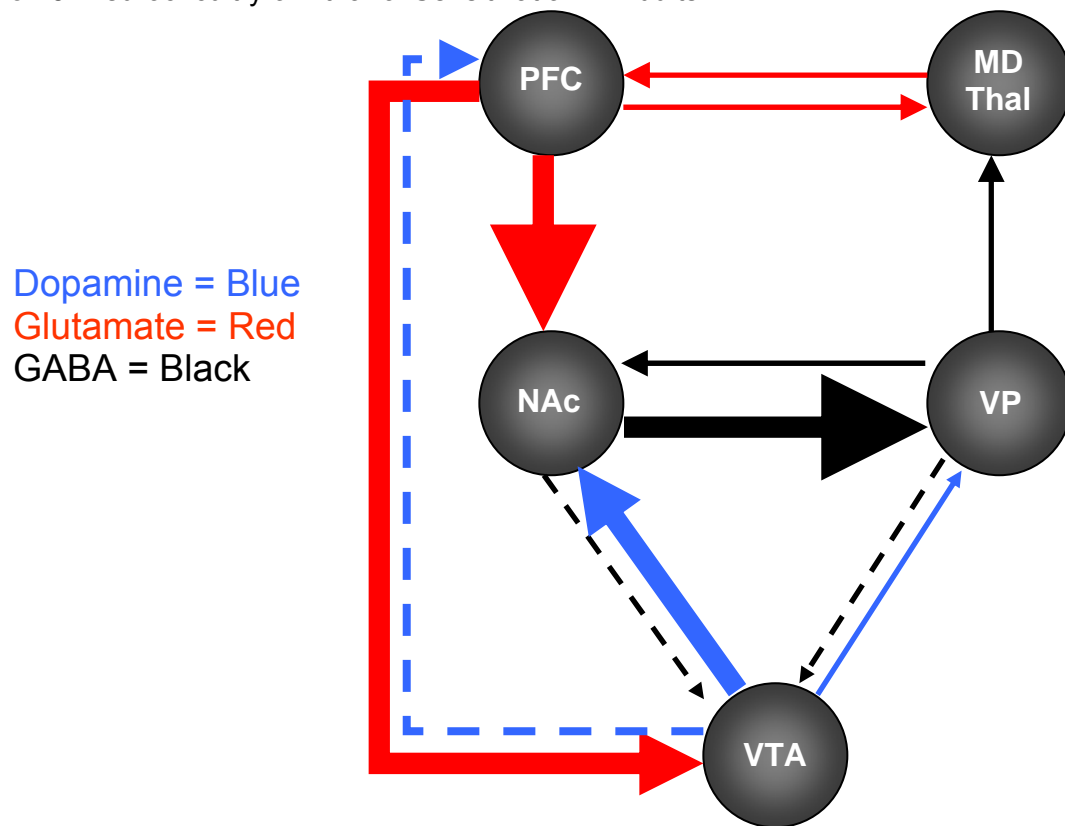 PFC
MD
Thal
Dopamine = Blue
Glutamate = Red
GABA = Black
NAc
VP
VTA